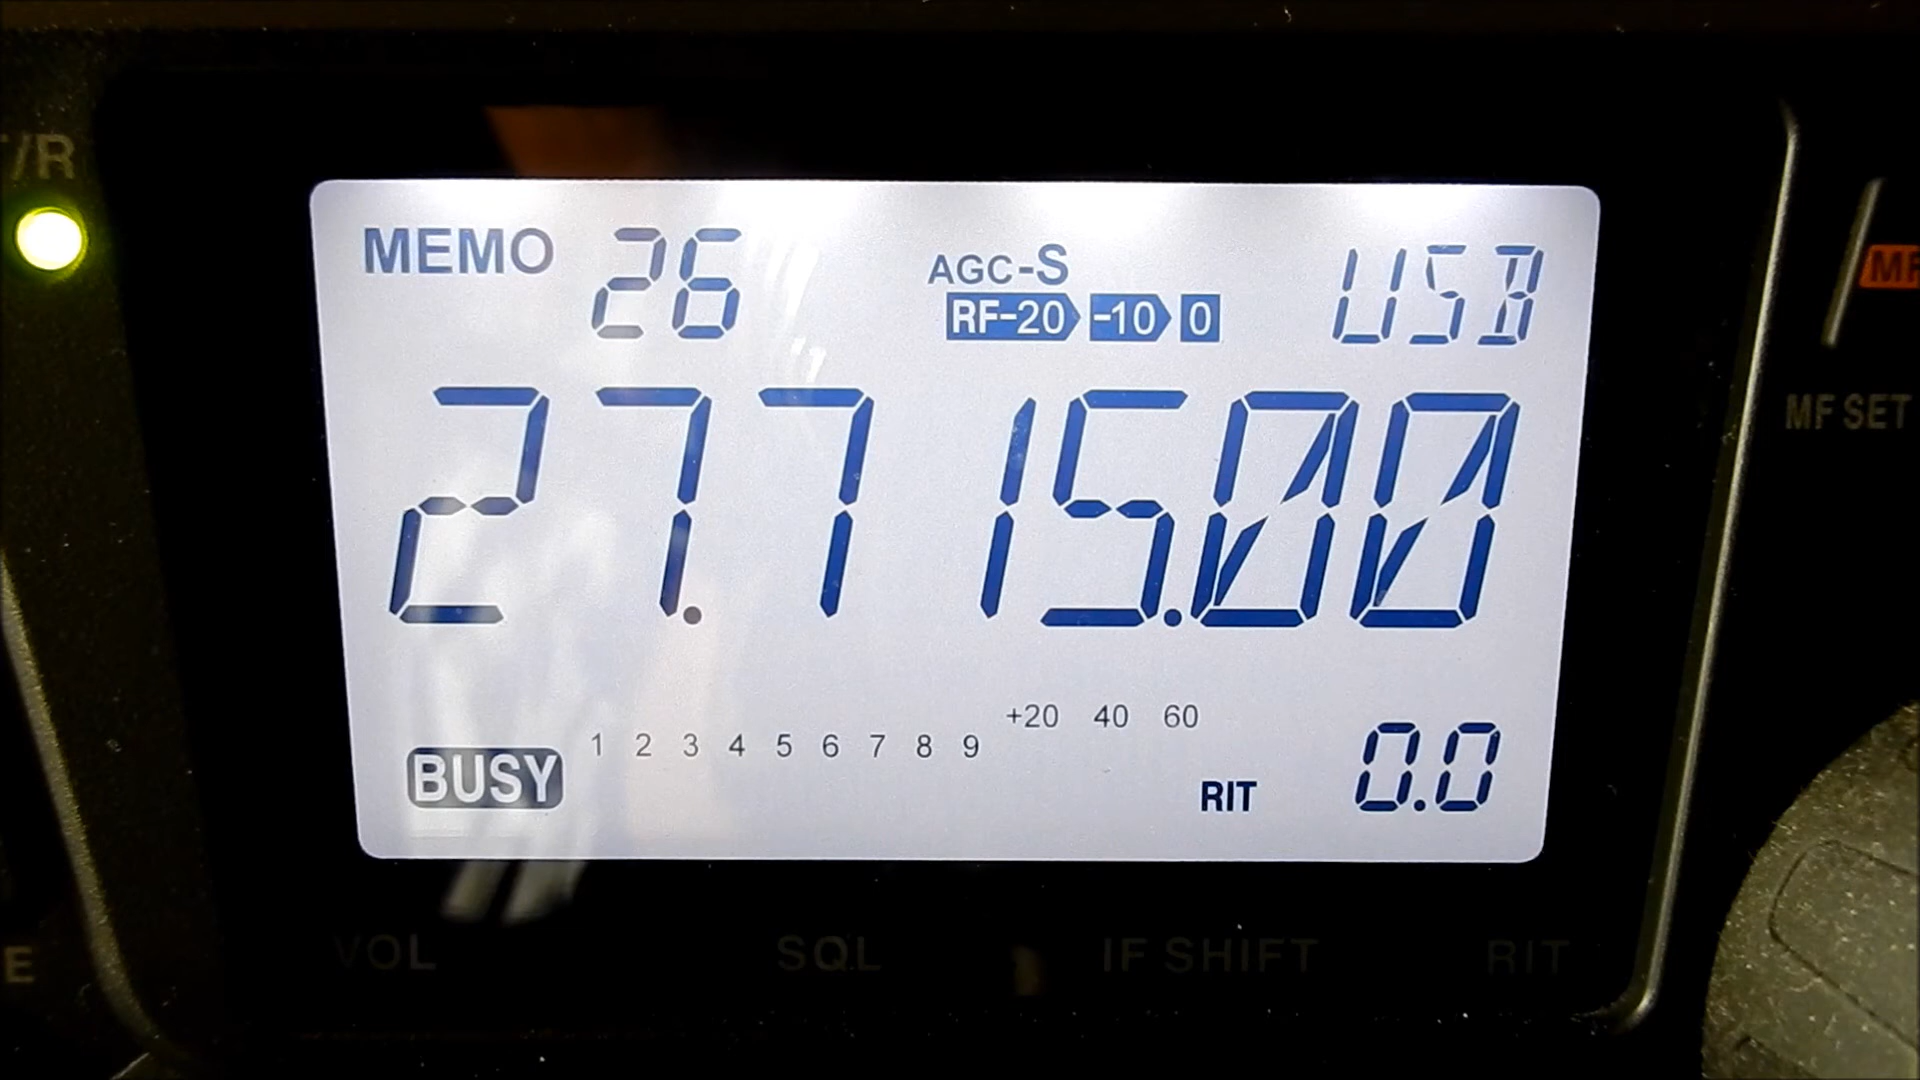 T/R
MEMO 26 AGC-S USB
RF-20 -10 0
27.715.00
MF SET
+20 40 60
1 2 3 4 5 6 7 8 9
BUSY RIT 0.0
VOL SQL IF SHIFT RIT